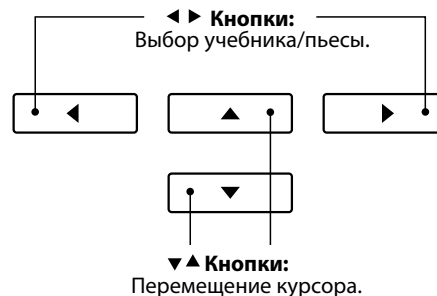 ◀ ▶ Кнопки:
Выбор учебника/пьесы.
◀ ▲ ▶
▼
▼▲ Кнопки:
Перемещение курсора.